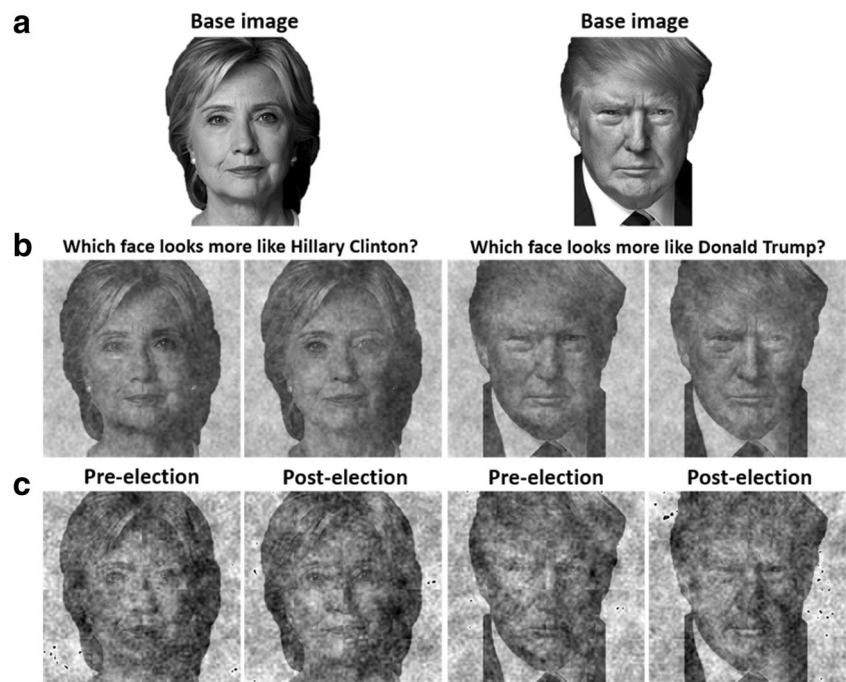 a
Base image
Base image
b
Which face looks more like Hillary Clinton?
Which face looks more like Donald Trump?
c
Pre-election
Post-election
Pre-election
Post-election